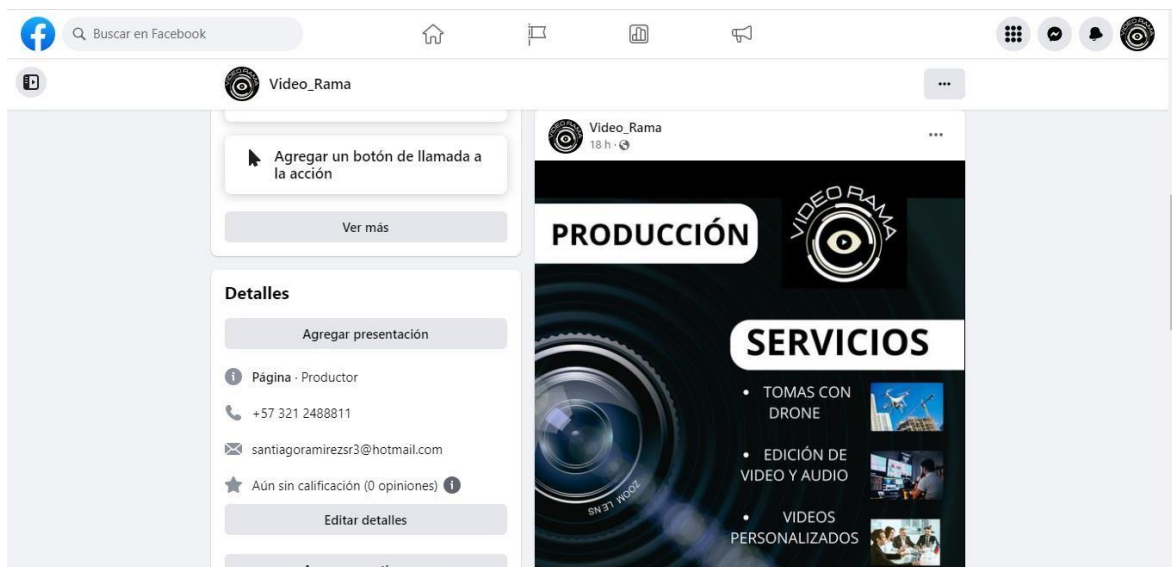 Buscar en Facebook
Video_Rama
...
Agregar un botón de llamada a
la acción
Ver más
Detalles
Agregar presentación
Página · Productor
+57 321 2488811
santiagoramirezsr3@hotmail.com
Aún sin calificación (0 opiniones)
Editar detalles
Video_Rama
18 h ·
...
PRODUCCIÓN
VIDEO RAMA
SERVICIOS
• TOMAS CON
DRONE
• EDICIÓN DE
VIDEO Y AUDIO
• VIDEOS
PERSONALIZADOS
ZOOM LENS